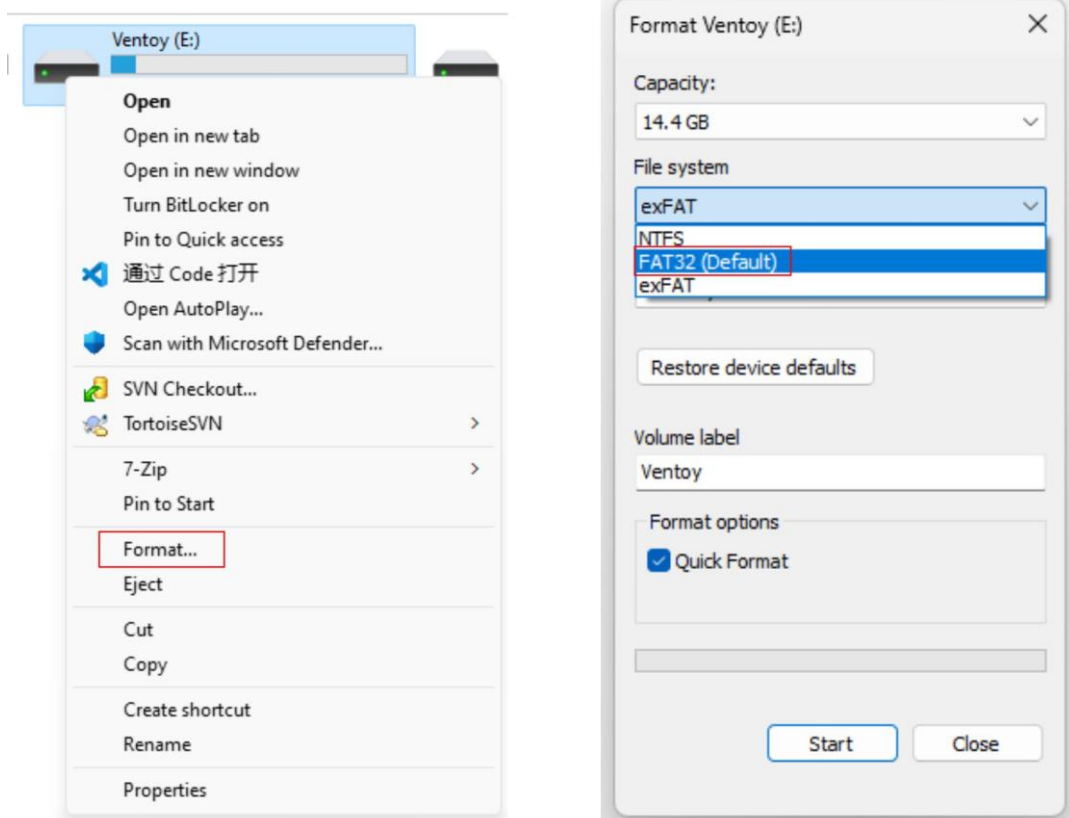 Ventoy (E:)
Open
Open in new tab
Open in new window
Turn BitLocker on
Pin to Quick access
通过 Code 打开
Open AutoPlay...
Scan with Microsoft Defender...
SVN Checkout...
TortoiseSVN
7-Zip
Pin to Start
Format...
Eject
Cut
Copy
Create shortcut
Rename
Properties
Format Ventoy (E:)
Capacity:
14.4 GB
File system
exFAT
NTFS
FAT32 (Default)
exFAT
Restore device defaults
Volume label
Ventoy
Format options
Quick Format
Start
Close